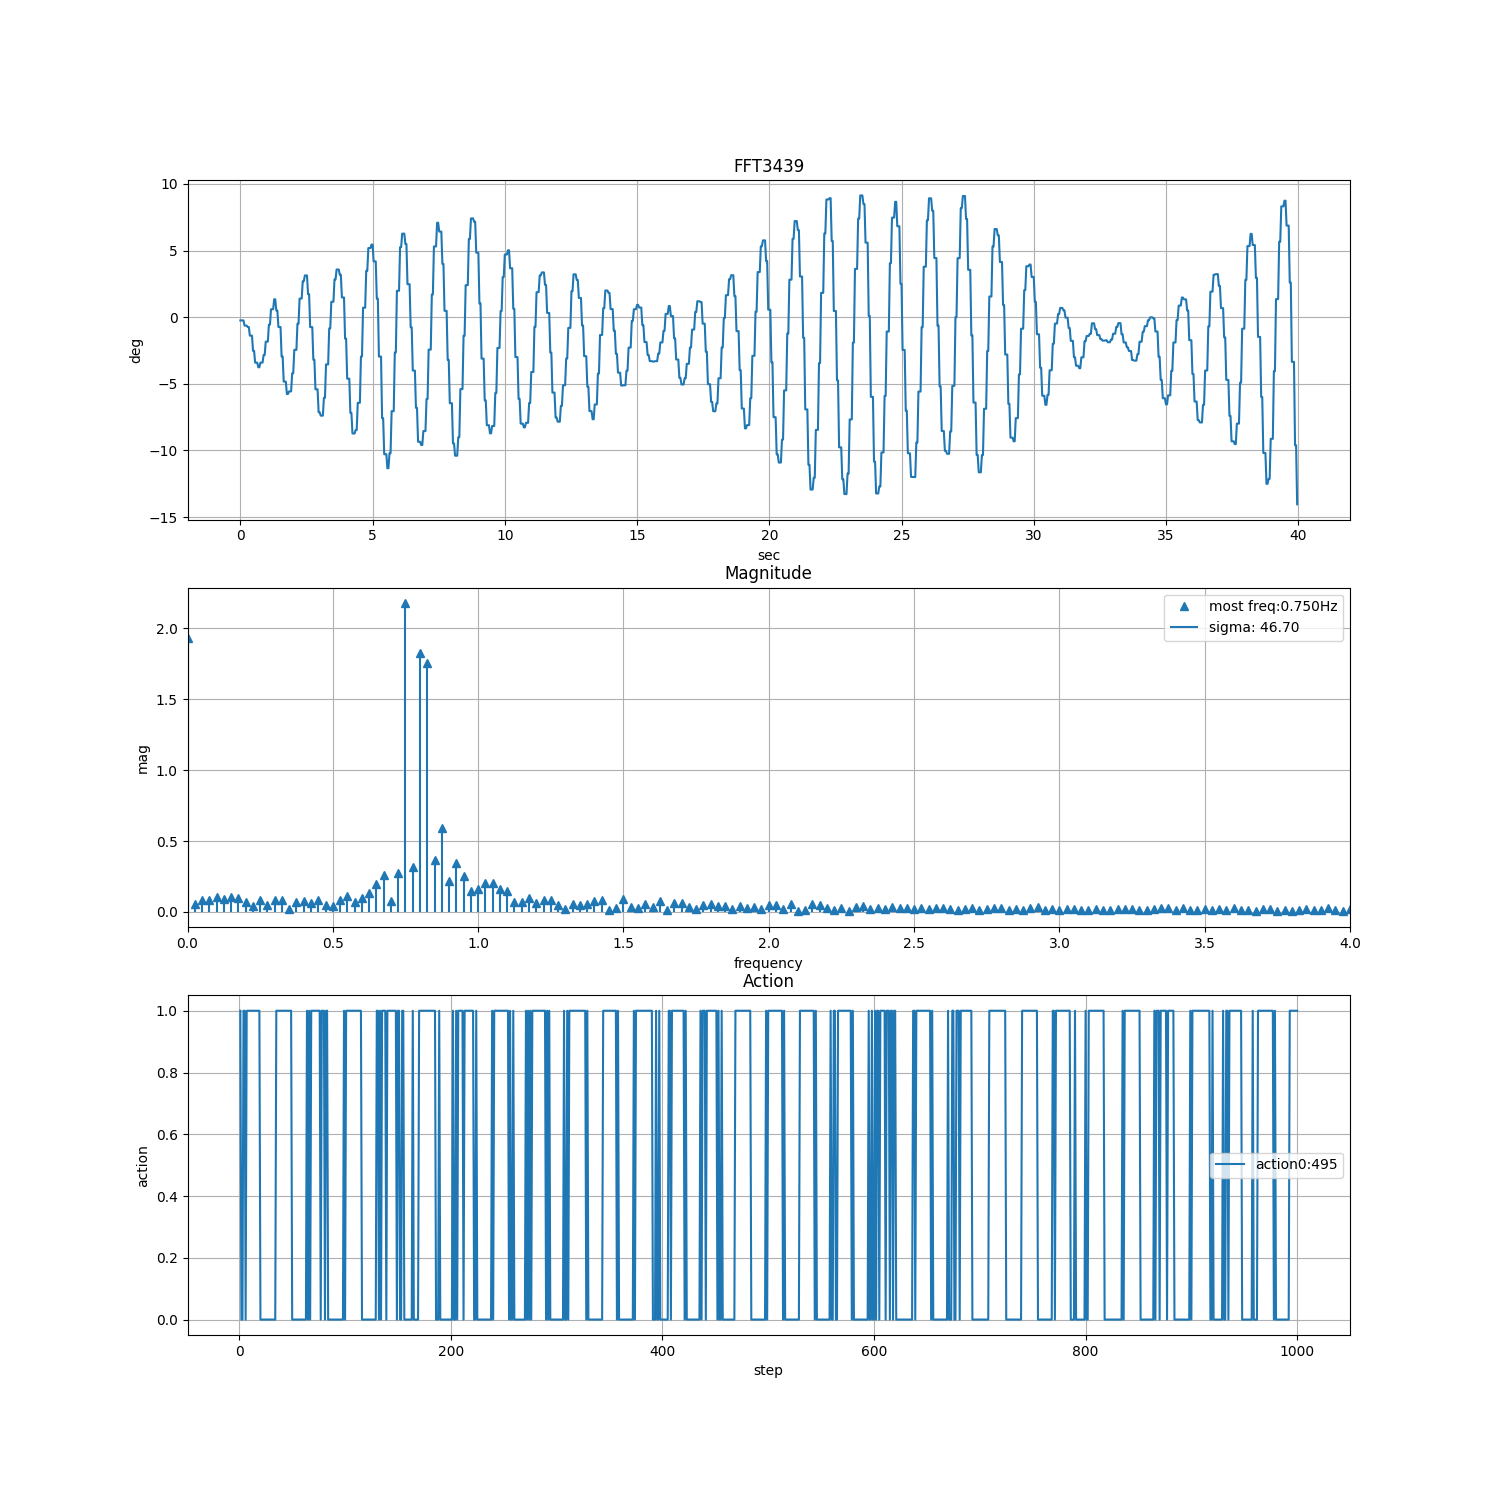 FFT3439
10
5
0
−5
−10
−15
deg
0 5 10 15 20 25 30 35 40
sec
Magnitude
most freq:0.750Hz
sigma: 46.70
2.0
1.5
1.0
0.5
0.0
mag
0.0 0.5 1.0 1.5 2.0 2.5 3.0 3.5 4.0
frequency
Action
1.0
0.8
0.6
0.4
0.2
0.0
action
action0:495
0 200 400 600 800 1000
step